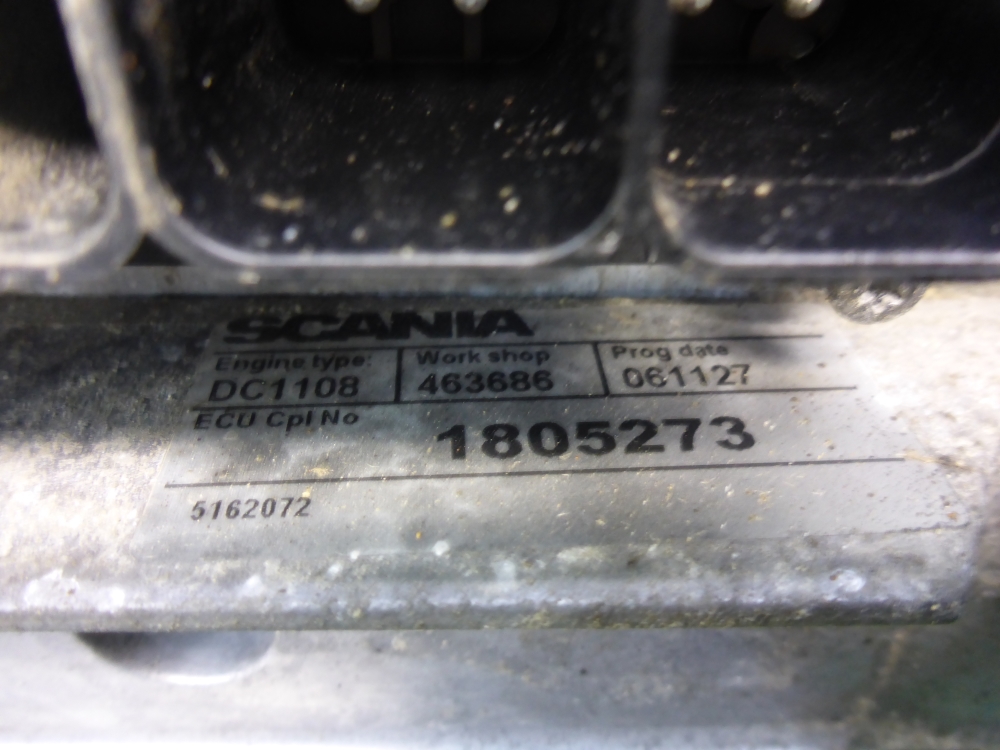 SCANIA
Engine type: Work shop Prog date
DC1108 463686 061127
ECU Cpl No
1805273
5162072